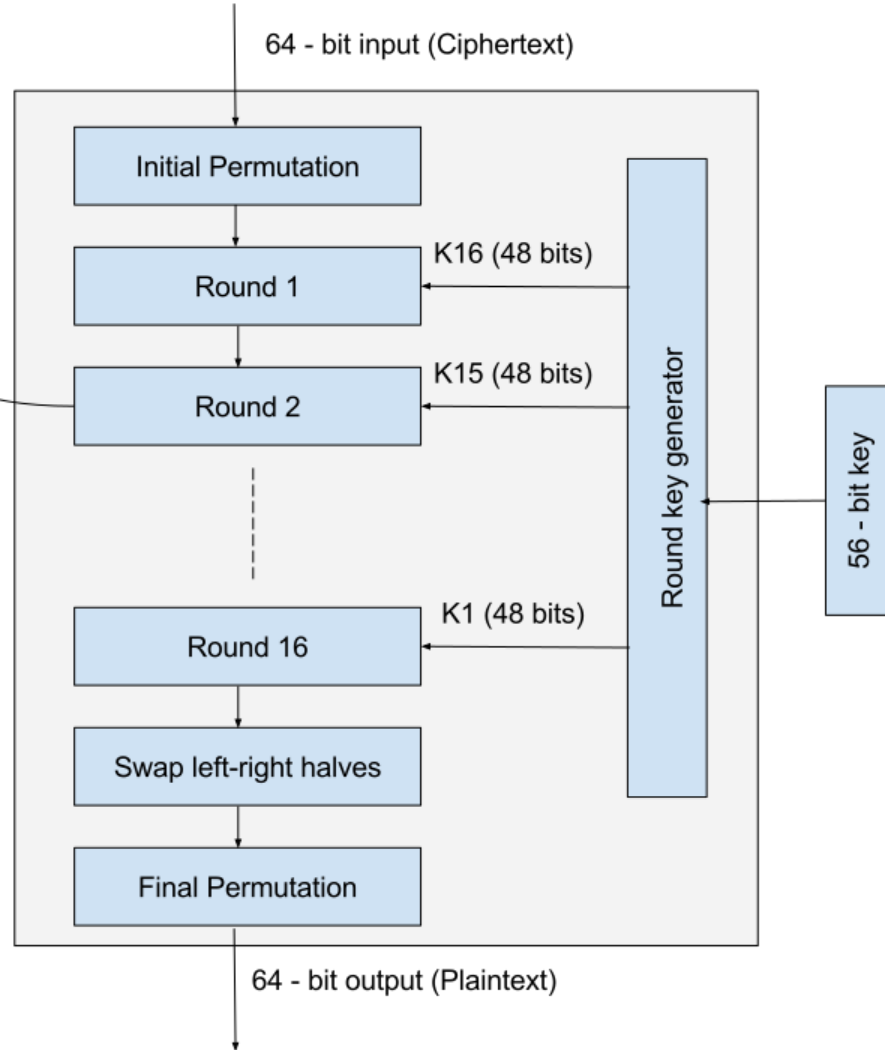 64 - bit input (Ciphertext)
Initial Permutation
K16 (48 bits)
Round 1
K15 (48 bits)
Round 2
Round key generator
56 - bit key
K1 (48 bits)
Round 16
Swap left-right halves
Final Permutation
64 - bit output (Plaintext)